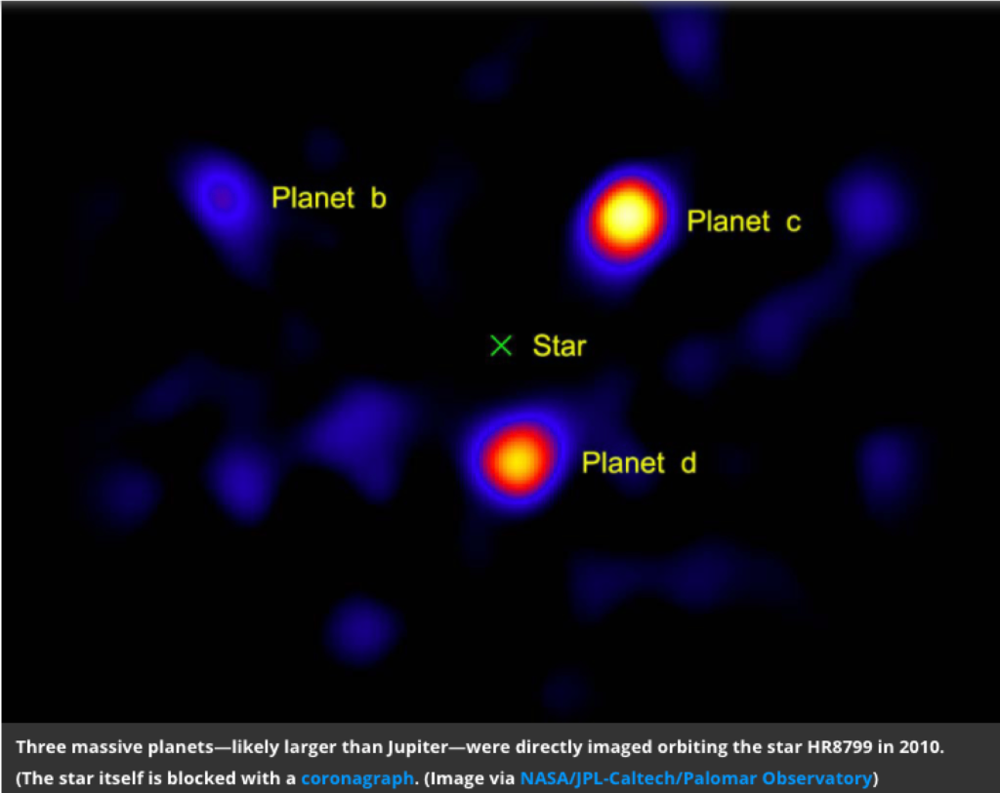 Planet b
Planet c
Star
Planet d
Three massive planets—likely larger than Jupiter—were directly imaged orbiting the star HR8799 in 2010.
(The star itself is blocked with a coronagraph. (Image via NASA/JPL-Caltech/Palomar Observatory)